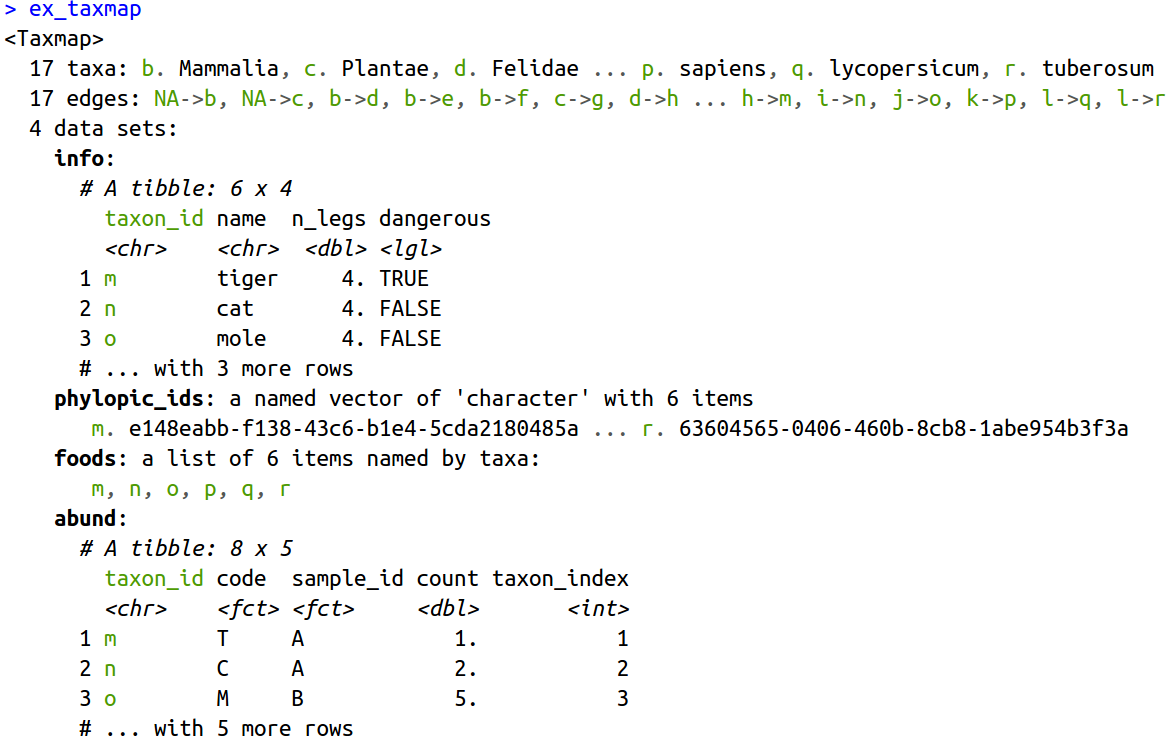 > ex_taxmap
<Taxmap>
  17 taxa: b. Mammalia, c. Plantae, d. Felidae ... p. sapiens, q. lycopersicum, r. tuberosum
  17 edges: NA->b, NA->c, b->d, b->e, b->f, c->g, d->h ... h->m, i->n, j->o, k->p, l->q, l->r
  4 data sets:
    info:
      # A tibble: 6 x 4
        taxon_id name  n_legs dangerous
        <chr>    <chr>  <dbl> <lgl>
      1 m        tiger     4. TRUE
      2 n        cat       4. FALSE
      3 o        mole      4. FALSE
      # ... with 3 more rows
    phylopic_ids: a named vector of 'character' with 6 items
       m. e148eabb-f138-43c6-b1e4-5cda2180485a ... r. 63604565-0406-460b-8cb8-1abe954b3f3a
    foods: a list of 6 items named by taxa:
       m, n, o, p, q, r
    abund:
      # A tibble: 8 x 5
        taxon_id code  sample_id count taxon_index
        <chr>    <fct> <fct>     <dbl>       <int>
      1 m        T     A            1.           1
      2 n        C     A            2.           2
      3 o        M     B            5.           3
      # ... with 5 more rows